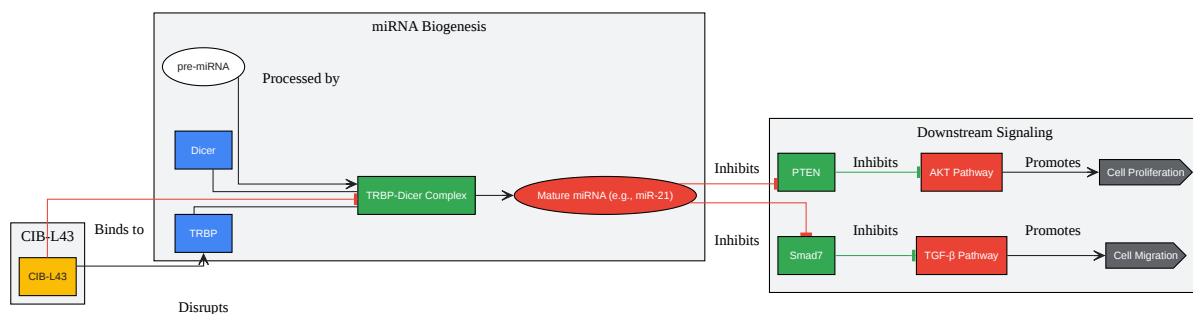 miRNA Biogenesis
pre-miRNA
Processed by
Dicer
TRBP-Dicer Complex
Mature miRNA (e.g., miR-21)
TRBP
CIB-L43
CIB-L43
Binds to
Disrupts
Inhibits
Inhibits
Downstream Signaling
PTEN
Inhibits
AKT Pathway
Promotes
Cell Proliferation
Smad7
Inhibits
TGF-β Pathway
Promotes
Cell Migration